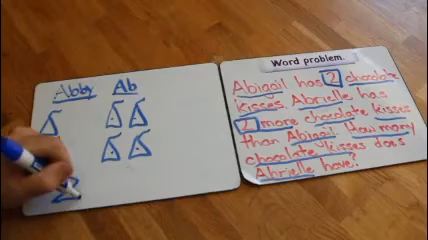 Abby Ab
Word problem.
Abigail has 2 chocolate
kisses. Abrielle has
2 more chocolate kisses
than Abigail. How many
chocolate kisses does
Abrielle have?